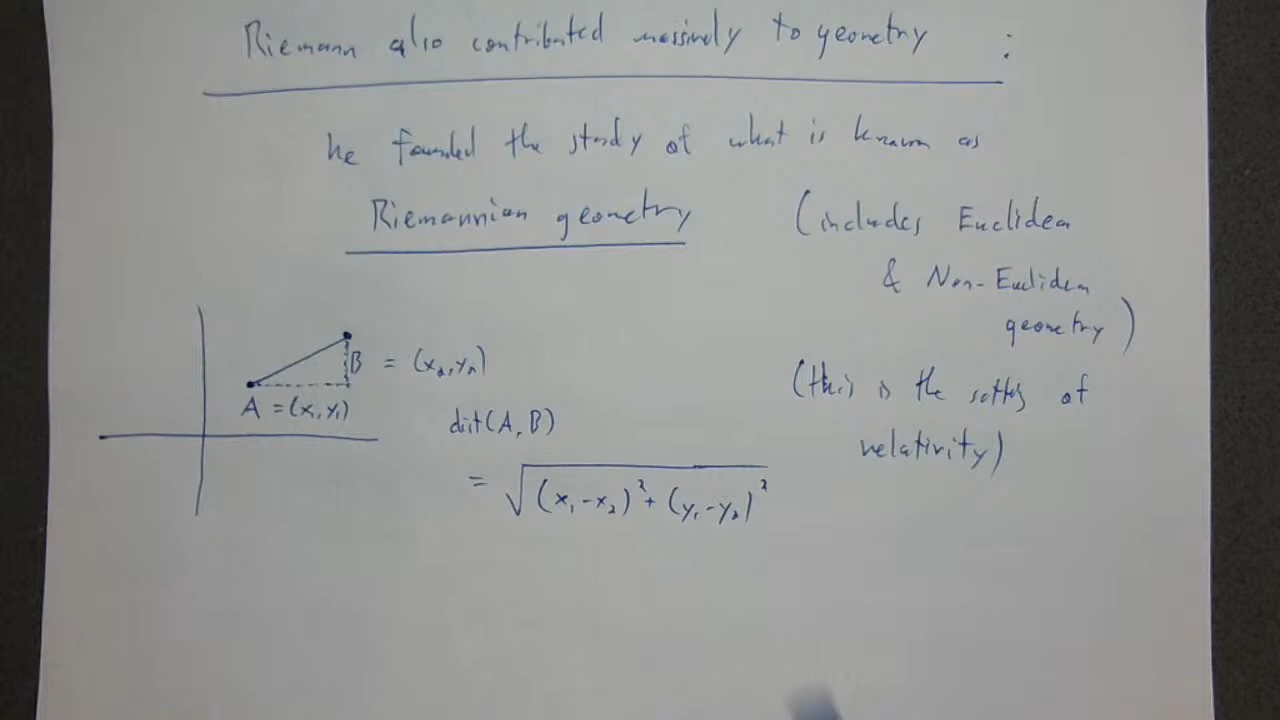 Riemann also contributed massively to geometry :
he founded the study of what is known as
Riemannian geometry
(includes Euclidean
& Non-Euclidean
geometry)
B = (x₂, y₂)
A = (x₁, y₁)
(this is the setting of
relativity)
dist(A, B)
= √((x₁-x₂)² + (y₁-y₂)²)